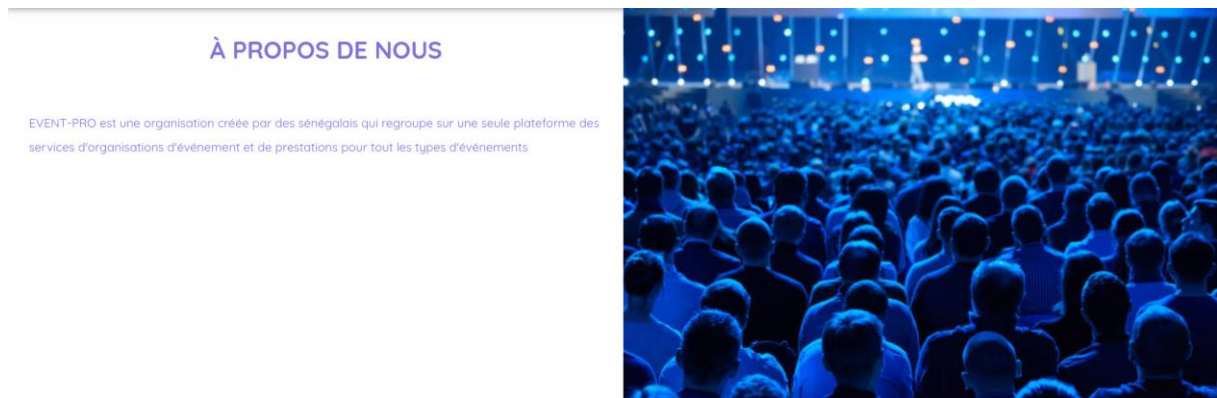 À PROPOS DE NOUS
EVENT-PRO est une organisation créée par des sénégalais qui regroupe sur une seule plateforme des
services d'organisations d'événement et de prestations pour tout les types d'événements